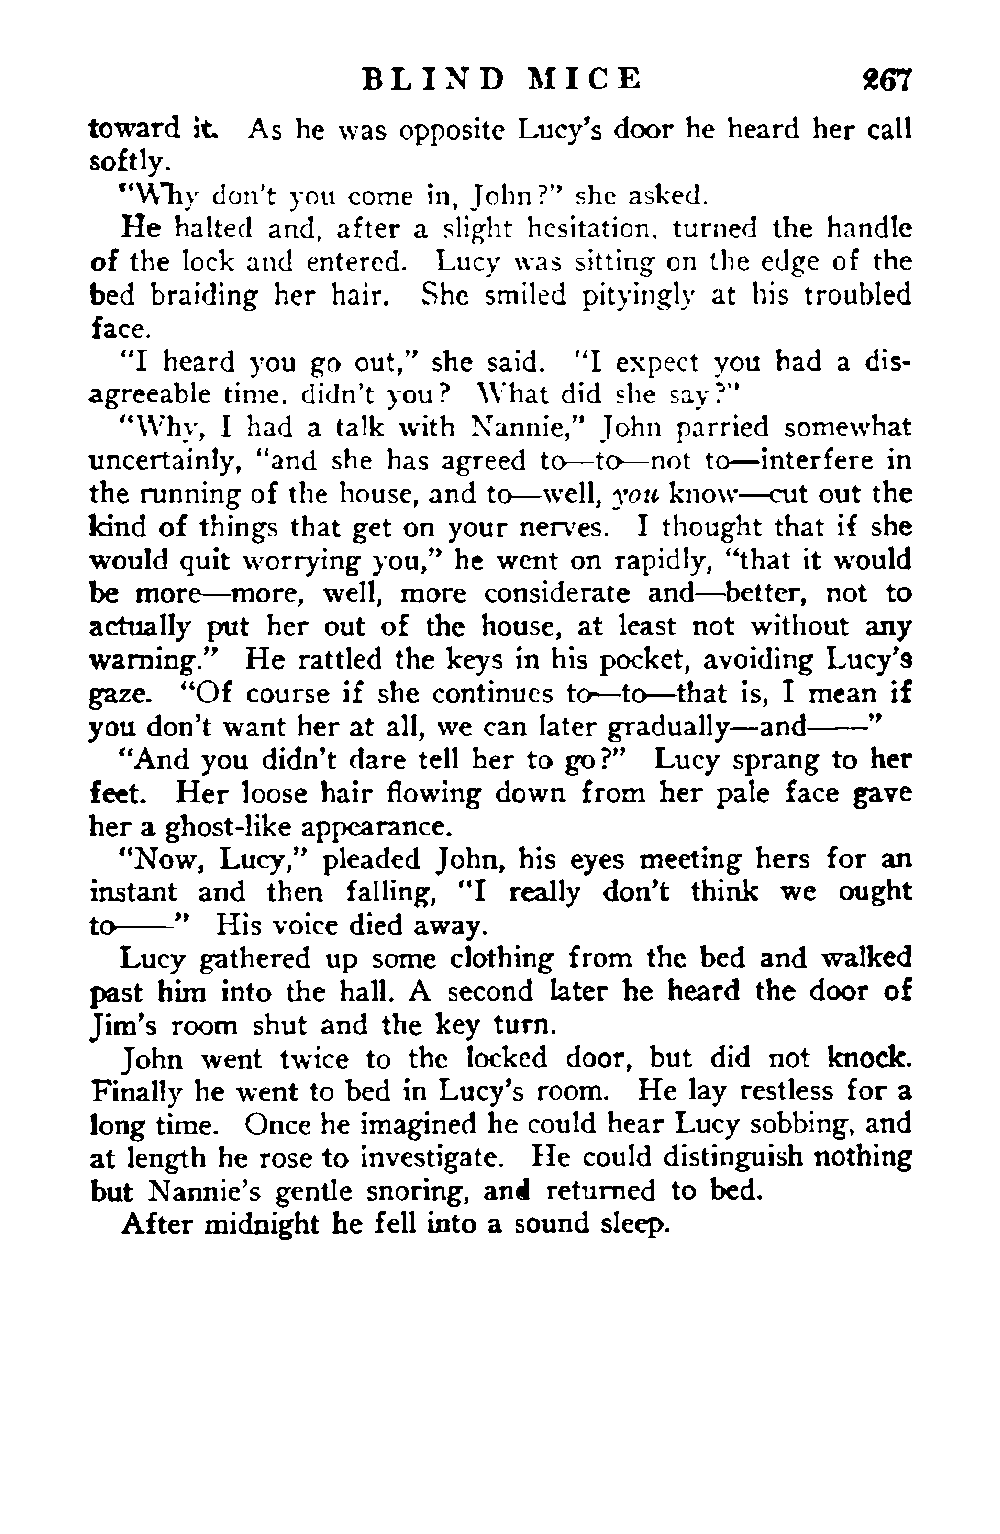 BLIND MICE 267
toward it. As he was opposite Lucy's door he heard her call
softly.
"Why don't you come in, John?" she asked.
He halted and, after a slight hesitation, turned the handle
of the lock and entered. Lucy was sitting on the edge of the
bed braiding her hair. She smiled pityingly at his troubled
face.
"I heard you go out," she said. "I expect you had a dis-
agreeable time, didn't you? What did she say?"
"Why, I had a talk with Nannie," John parried somewhat
uncertainly, "and she has agreed to—to—not to—interfere in
the running of the house, and to—well, you know—cut out the
kind of things that get on your nerves. I thought that if she
would quit worrying you," he went on rapidly, "that it would
be more—more, well, more considerate and—better, not to
actually put her out of the house, at least not without any
warning." He rattled the keys in his pocket, avoiding Lucy's
gaze. "Of course if she continues to—to—that is, I mean if
you don't want her at all, we can later gradually—and——"
"And you didn't dare tell her to go?" Lucy sprang to her
feet. Her loose hair flowing down from her pale face gave
her a ghost-like appearance.
"Now, Lucy," pleaded John, his eyes meeting hers for an
instant and then falling, "I really don't think we ought
to——" His voice died away.
Lucy gathered up some clothing from the bed and walked
past him into the hall. A second later he heard the door of
Jim's room shut and the key turn.
John went twice to the locked door, but did not knock.
Finally he went to bed in Lucy's room. He lay restless for a
long time. Once he imagined he could hear Lucy sobbing, and
at length he rose to investigate. He could distinguish nothing
but Nannie's gentle snoring, and returned to bed.
After midnight he fell into a sound sleep.